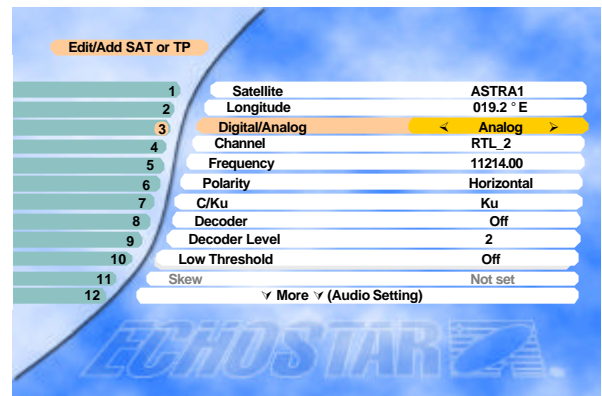 Edit/Add SAT or TP
1 Satellite ASTRA1
2 Longitude 019.2 ° E
3 Digital/Analog ⮜ Analog ⮞
4 Channel RTL_2
5 Frequency 11214.00
6 Polarity Horizontal
7 C/Ku Ku
8 Decoder Off
9 Decoder Level 2
10 Low Threshold Off
11 Skew Not set
12 ⮟ More ⮟ (Audio Setting)
ECHOSTAR